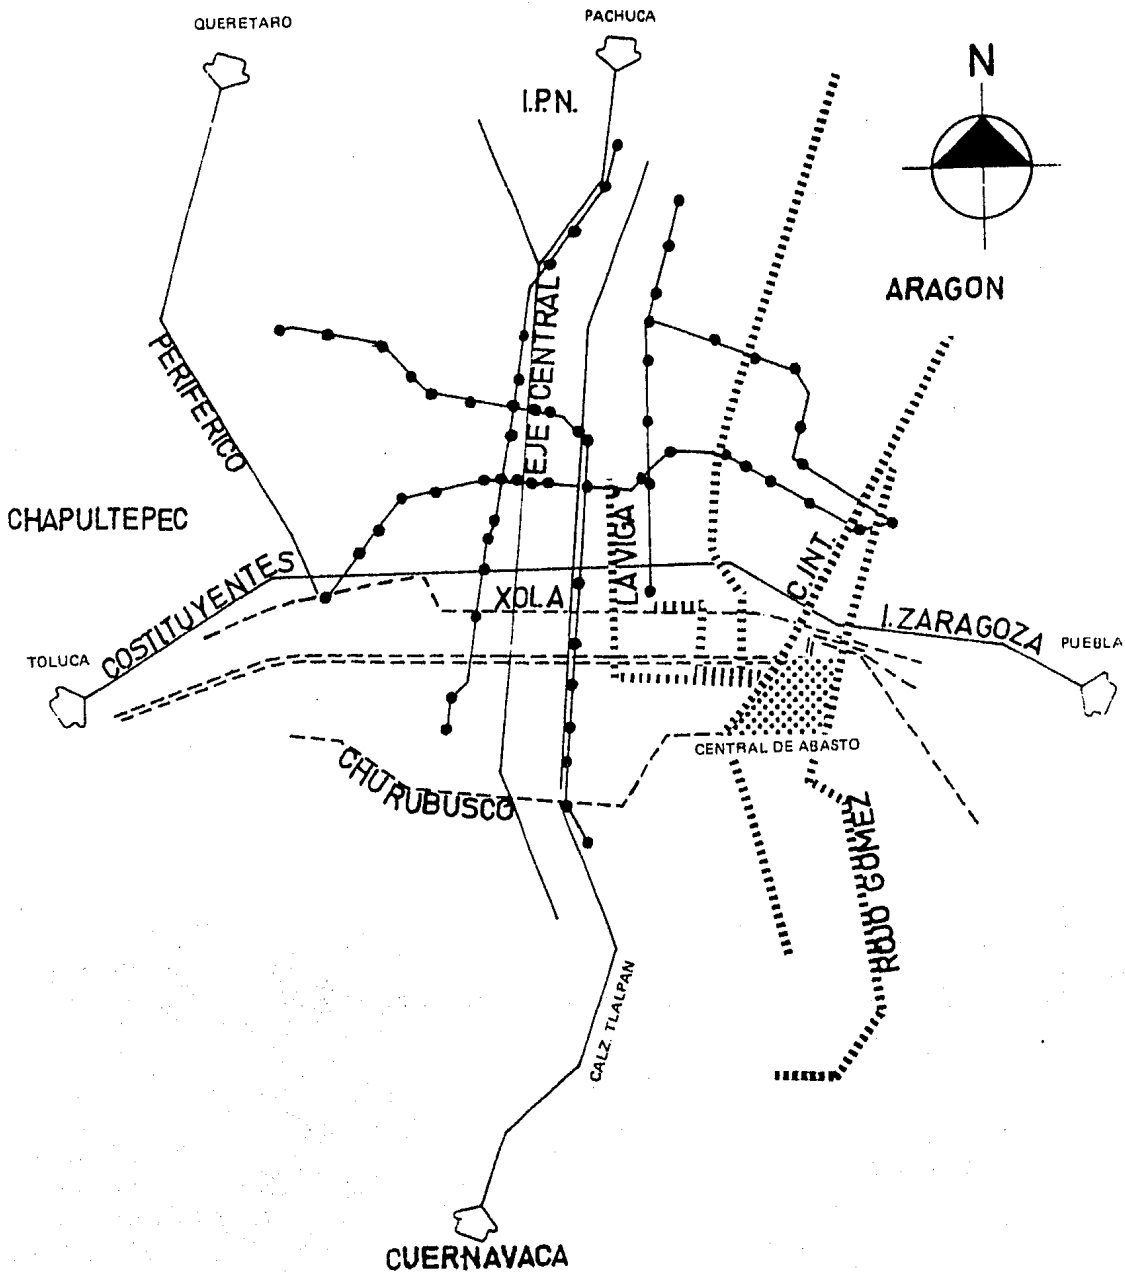 QUERETARO
PACHUCA
N
I.P.N.
ARAGON
EJE CENTRAL
PERIFERICO
CHAPULTEPEC
LA VIGA
C. INT.
COSTITUYENTES
XOLA
I. ZARAGOZA
TOLUCA
PUEBLA
CENTRAL DE ABASTO
CHURUBUSCO
ROJO GOMEZ
CALZ. TLALPAN
CUERNAVACA